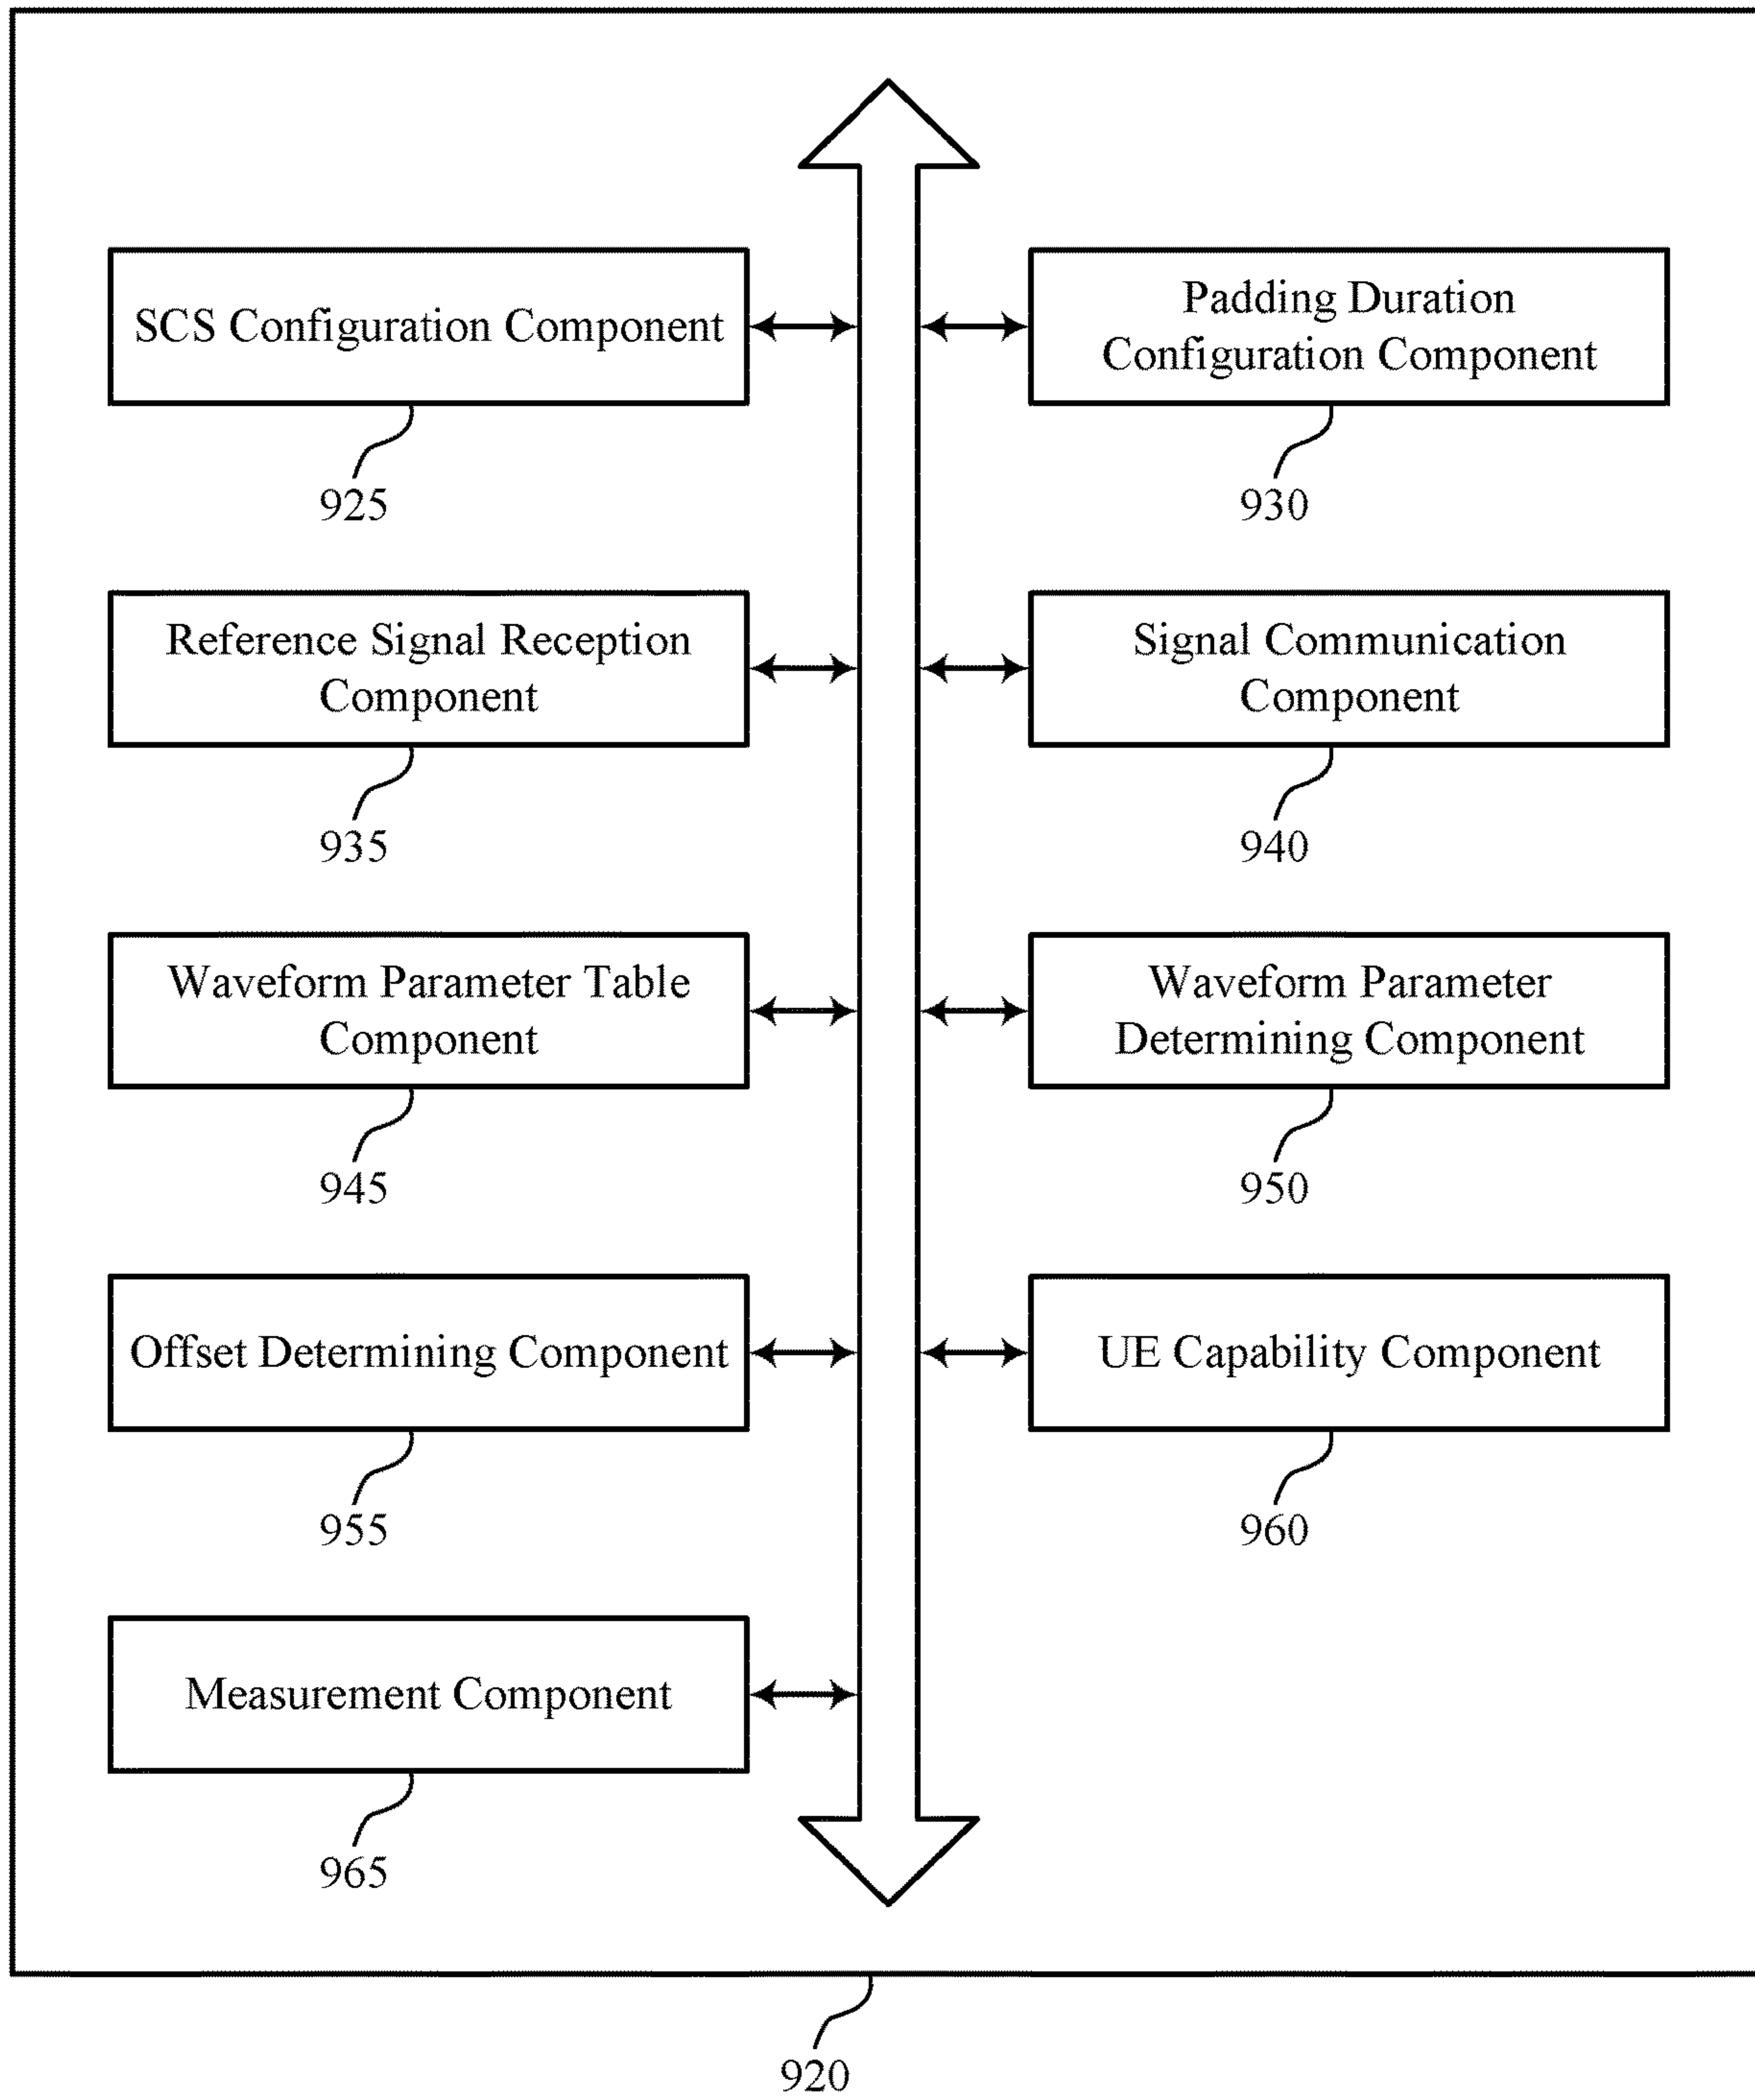 SCS Configuration Component
925
Padding Duration
Configuration Component
930
Reference Signal Reception
Component
935
Signal Communication
Component
940
Waveform Parameter Table
Component
945
Waveform Parameter
Determining Component
950
Offset Determining Component
955
UE Capability Component
960
Measurement Component
965
920